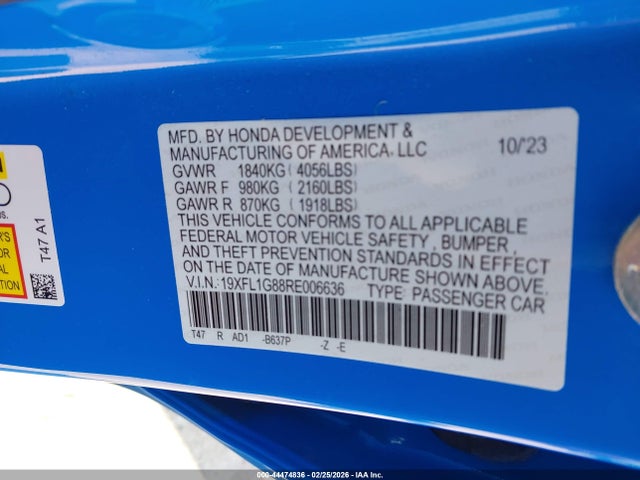 MFD. BY HONDA DEVELOPMENT &
MANUFACTURING OF AMERICA, LLC 10/'23
GVWR 1840KG (4056LBS)
GAWR F 980KG (2160LBS)
GAWR R 870KG (1918LBS)
THIS VEHICLE CONFORMS TO ALL APPLICABLE
FEDERAL MOTOR VEHICLE SAFETY, BUMPER,
AND THEFT PREVENTION STANDARDS IN EFFECT
ON THE DATE OF MANUFACTURE SHOWN ABOVE.
V.I.N.: 19XFL1G88RE006636 TYPE: PASSENGER CAR
T47 R AD1 -B637P -Z -E
T47 A1
000-44474836 - 02/25/2026 - IAA Inc.